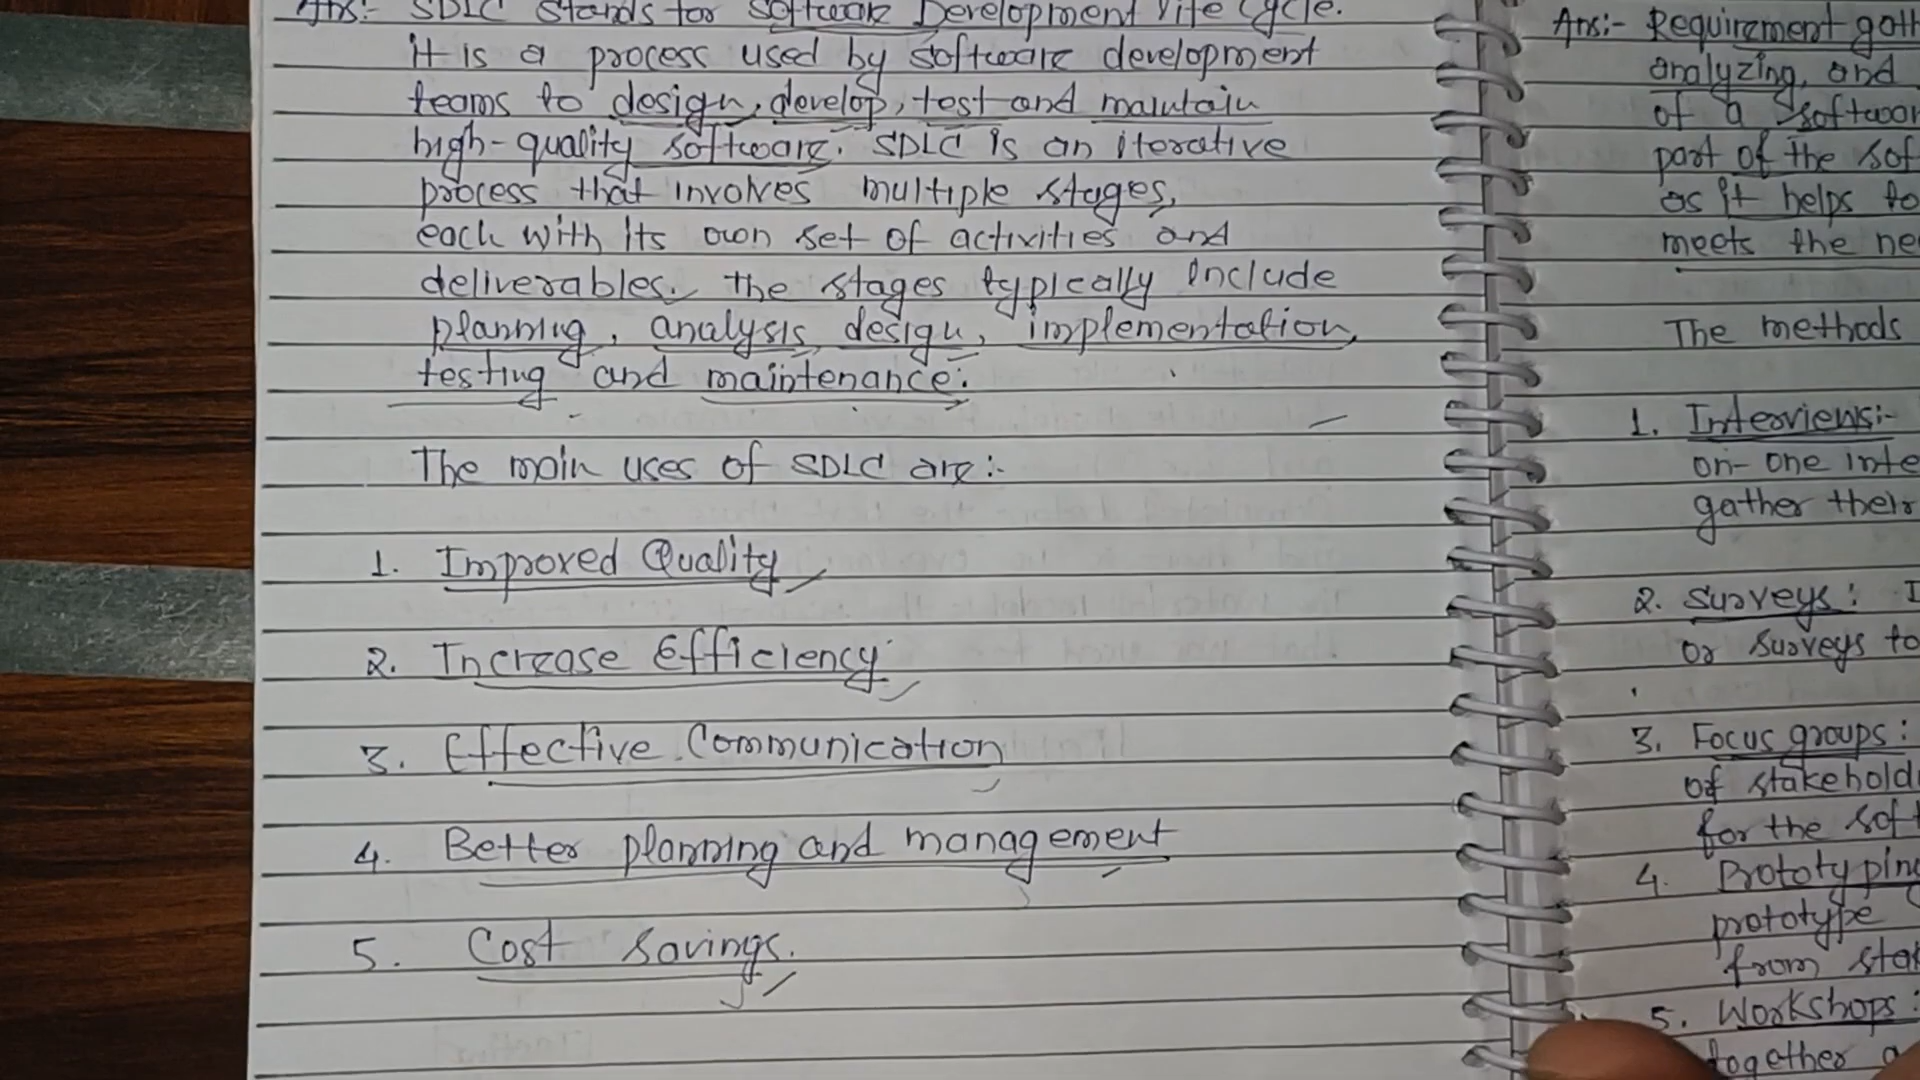 Ans:- SDLC stands for Software Development Life Cycle.
it is a process used by software development
teams to design, develop, test and maintain
high-quality software. SDLC is an iterative
process that involves multiple stages,
each with its own set of activities and
deliverables. The stages typically include
planning, analysis, design, implementation,
testing and maintenance.
The main uses of SDLC are:-
1. Improved Quality
2. Increase Efficiency
3. Effective Communication
4. Better planning and management
5. Cost savings.
Ans:- Requirement gath
analyzing, and
of a softwar
part of the sof
as it helps to
meets the ne
The methods
1. Interviews:-
on-one inte
gather their
2. Surveys: I
or surveys to
3. Focus groups:
of stakehold
for the soft
4. Prototyping
prototype
from stak
5. Workshops:
together a